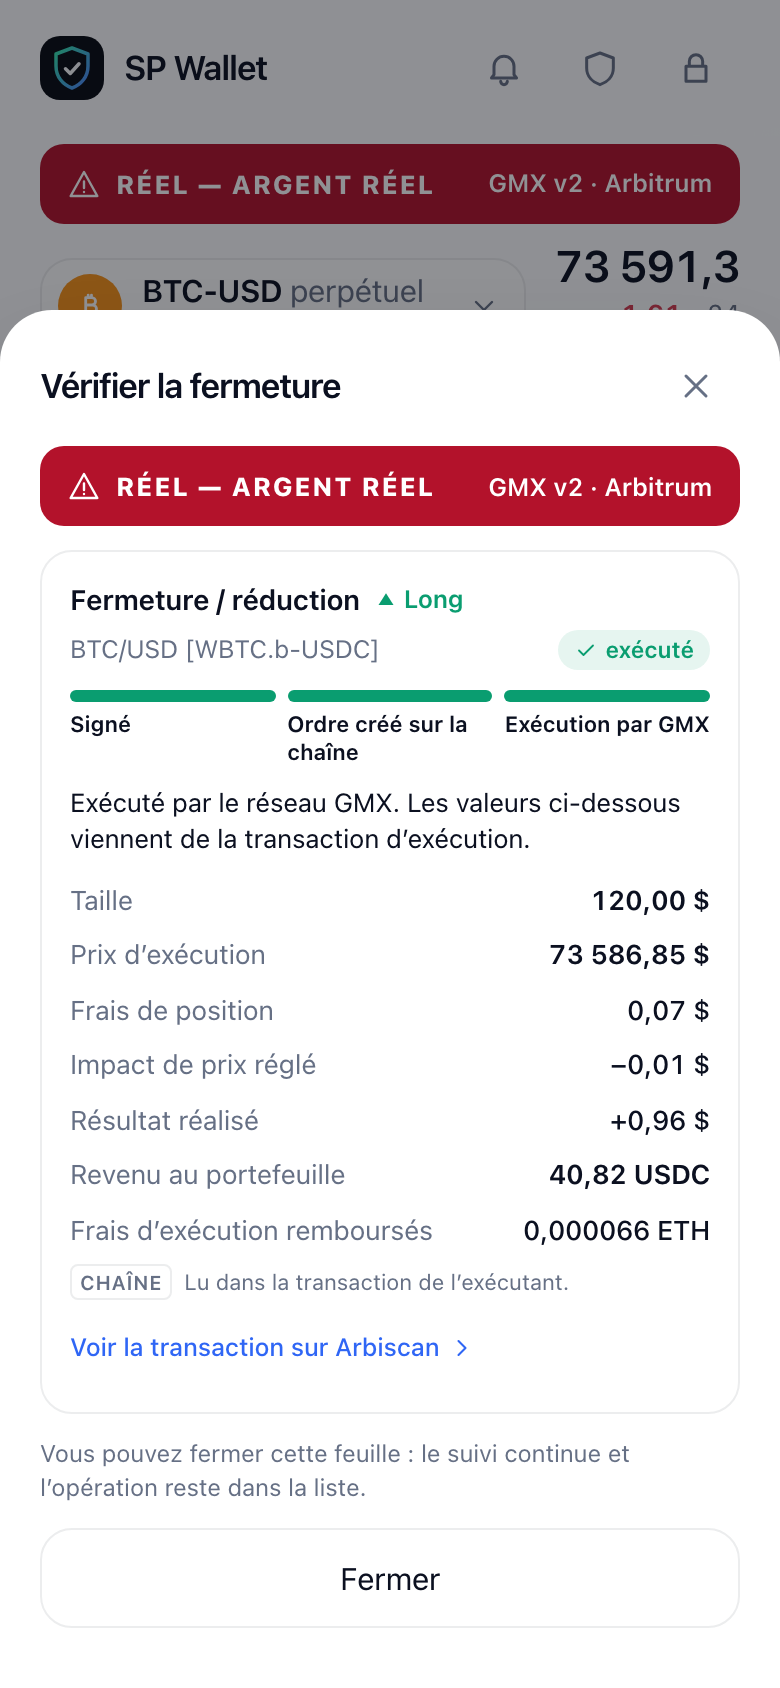 SP Wallet
RÉEL — ARGENT RÉEL GMX v2 · Arbitrum
BTC-USD perpétuel
73 591,3
Vérifier la fermeture
RÉEL — ARGENT RÉEL GMX v2 · Arbitrum
Fermeture / réduction ▲ Long
BTC/USD [WBTC.b-USDC] exécuté
Signé Ordre créé sur la chaîne Exécution par GMX
Exécuté par le réseau GMX. Les valeurs ci-dessous
viennent de la transaction d’exécution.
Taille 120,00 $
Prix d’exécution 73 586,85 $
Frais de position 0,07 $
Impact de prix réglé −0,01 $
Résultat réalisé +0,96 $
Revenu au portefeuille 40,82 USDC
Frais d’exécution remboursés 0,000066 ETH
CHAÎNE Lu dans la transaction de l’exécutant.
Voir la transaction sur Arbiscan
Vous pouvez fermer cette feuille : le suivi continue et
l’opération reste dans la liste.
Fermer